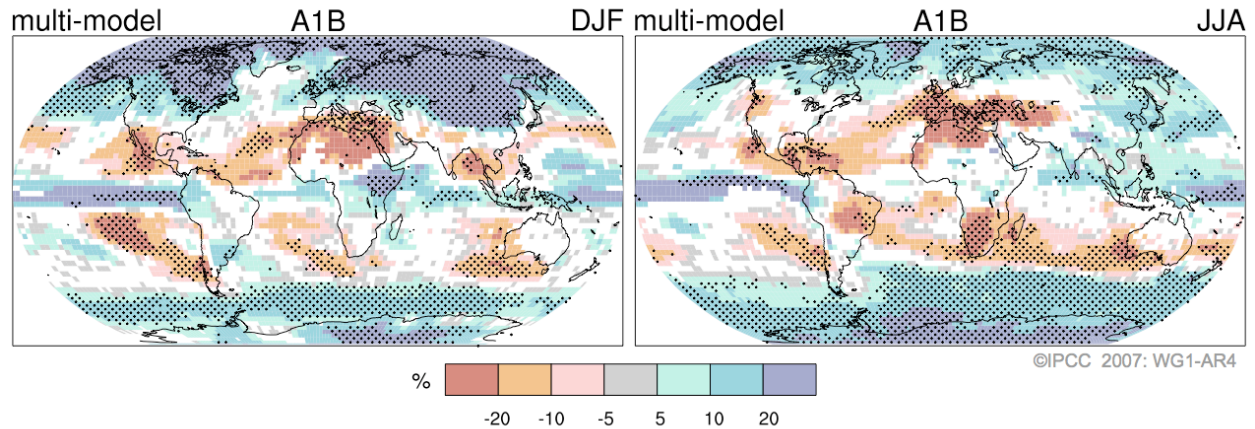 multi-model A1B DJF
multi-model A1B JJA
©IPCC 2007: WG1-AR4
%
-20 -10 -5 5 10 20